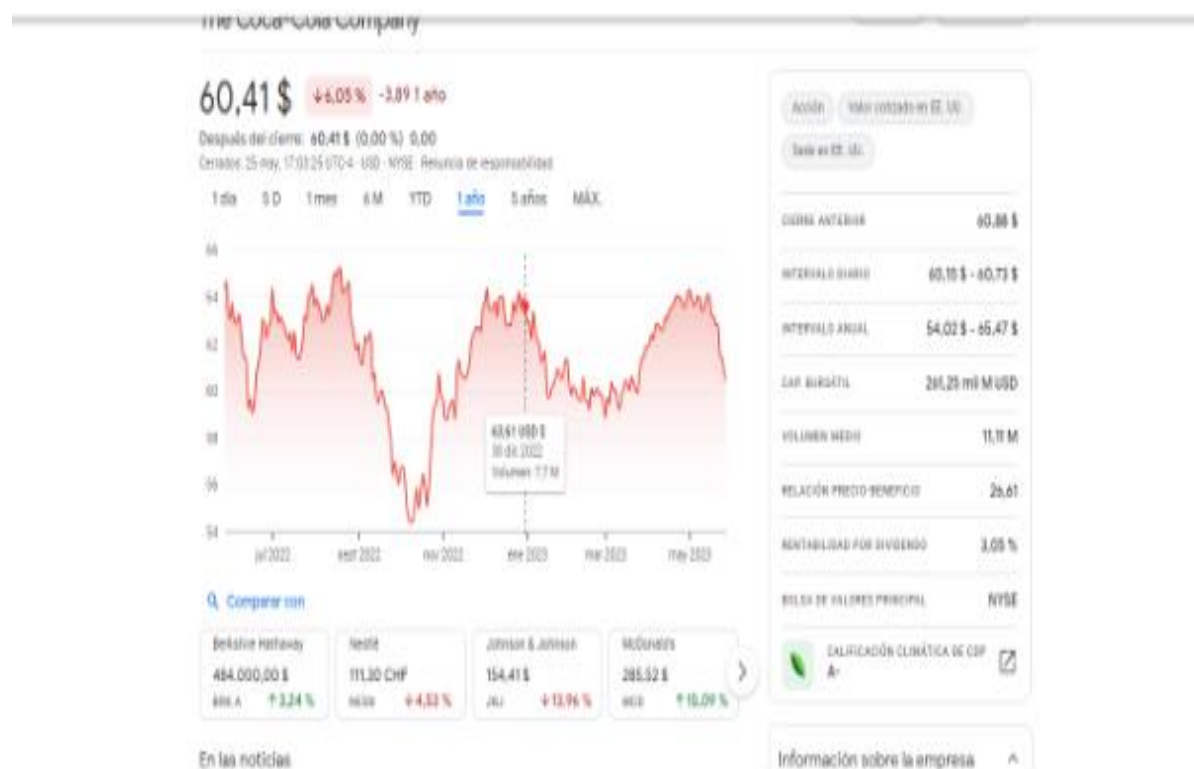 The Coca-Cola Company
60,41 $ ↓6,05 % -3,89 1 año
Después del cierre: 60,41 $ (0,00 %) 0,00
Cerrados: 25 may, 17:03:25 UTC-4 · USD · NYSE · Renuncia de responsabilidad
1 día 5 D 1 mes 6 M YTD 1 año 5 años MÁX.
66
64
62
60
58
56
54
63,61 USD $
30 dic 2022
Volumen: 7,7 M
jul 2022 sept 2022 nov 2022 ene 2023 mar 2023 may 2023
Comparar con
Berkshire Hathaway
484.000,00 $
BRK.A ↑3,24 %
Nestlé
111,30 CHF
NESN ↓4,53 %
Johnson & Johnson
154,41 $
JNJ ↓13,96 %
McDonald's
285,52 $
MCD ↑15,09 %
En las noticias
Acción Valor cotizado en EE. UU.
Sede en EE. UU.
CIERRE ANTERIOR 60,88 $
INTERVALO DIARIO 60,15 $ - 60,73 $
INTERVALO ANUAL 54,02 $ - 65,47 $
CAP. BURSÁTIL 261,25 mil M USD
VOLUMEN MEDIO 11,11 M
RELACIÓN PRECIO-BENEFICIO 26,61
RENTABILIDAD POR DIVIDENDO 3,05 %
BOLSA DE VALORES PRINCIPAL NYSE
CALIFICACIÓN CLIMÁTICA DE CDP
A-
Información sobre la empresa